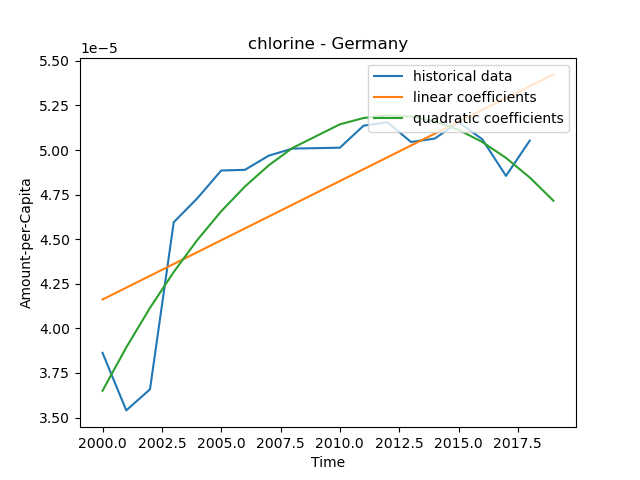 chlorine - Germany
1e−5
historical data
linear coefficients
quadratic coefficients
5.50
5.25
5.00
4.75
4.50
4.25
4.00
3.75
3.50
Amount-per-Capita
2000.0 2002.5 2005.0 2007.5 2010.0 2012.5 2015.0 2017.5
Time